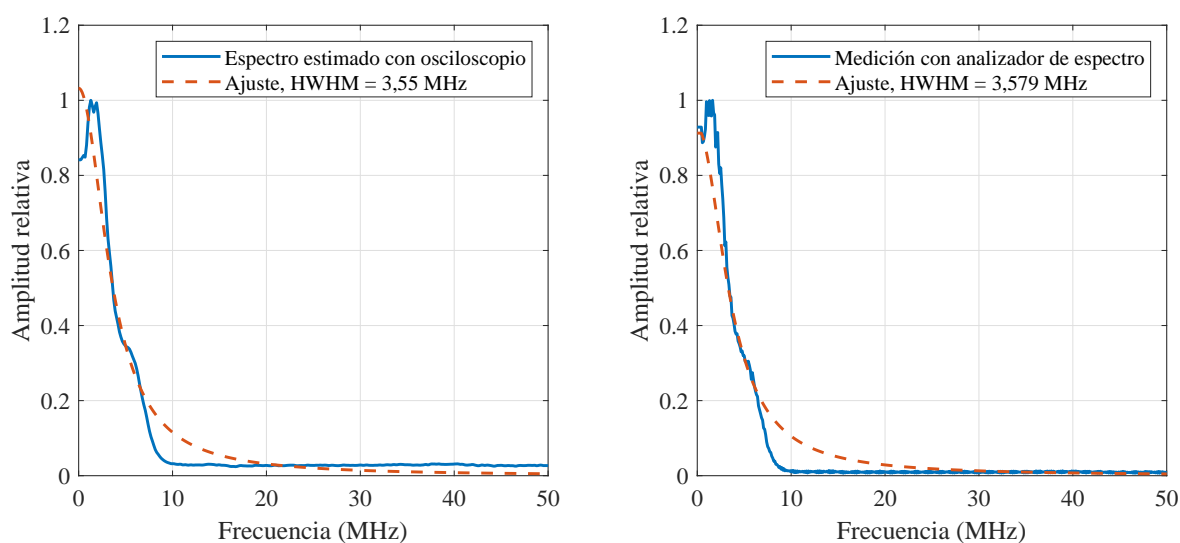 Espectro estimado con osciloscopio
Ajuste, HWHM = 3,55 MHz
1.2
1
0.8
0.6
0.4
0.2
0
Amplitud relativa
0 10 20 30 40 50
Frecuencia (MHz)
Medición con analizador de espectro
Ajuste, HWHM = 3,579 MHz
1.2
1
0.8
0.6
0.4
0.2
0
Amplitud relativa
0 10 20 30 40 50
Frecuencia (MHz)